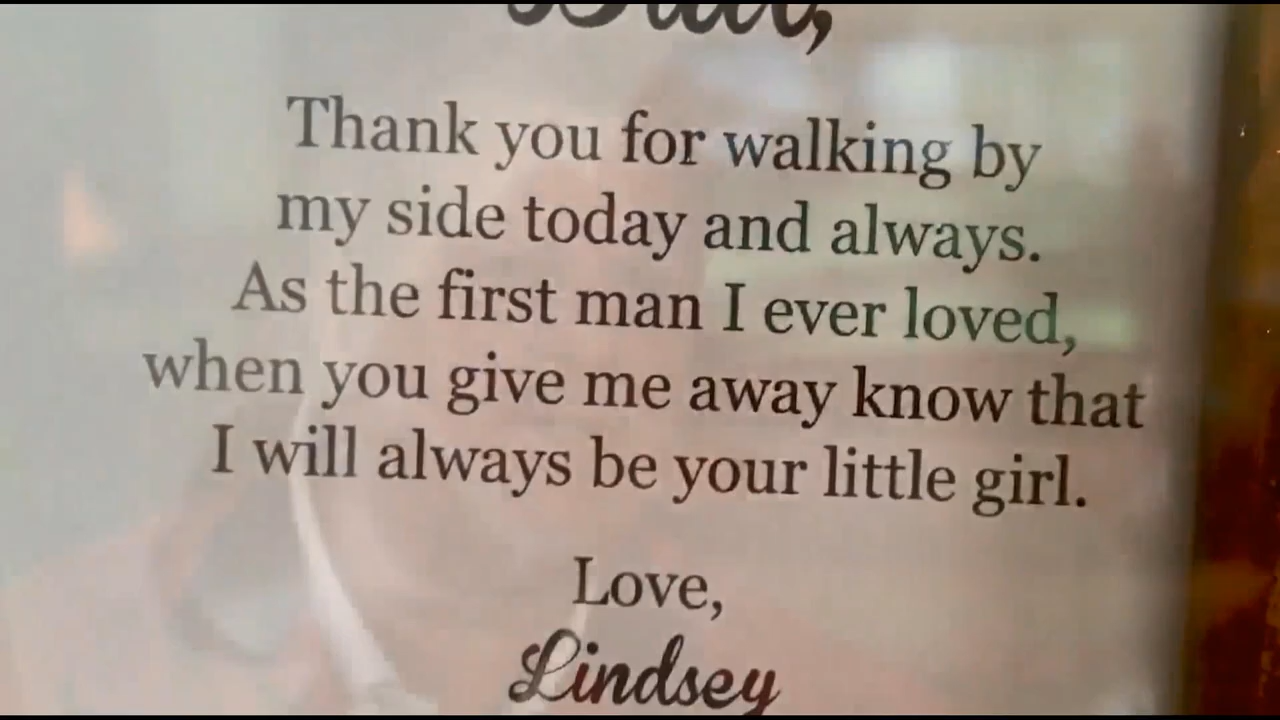 Thank you for walking by
my side today and always.
As the first man I ever loved,
when you give me away know that
I will always be your little girl.
Love,
Lindsey